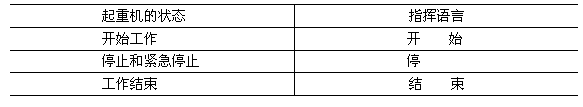 起重机的状态 指挥语言
开始工作 开 始
停止和紧急停止 停
工作结束 结 束